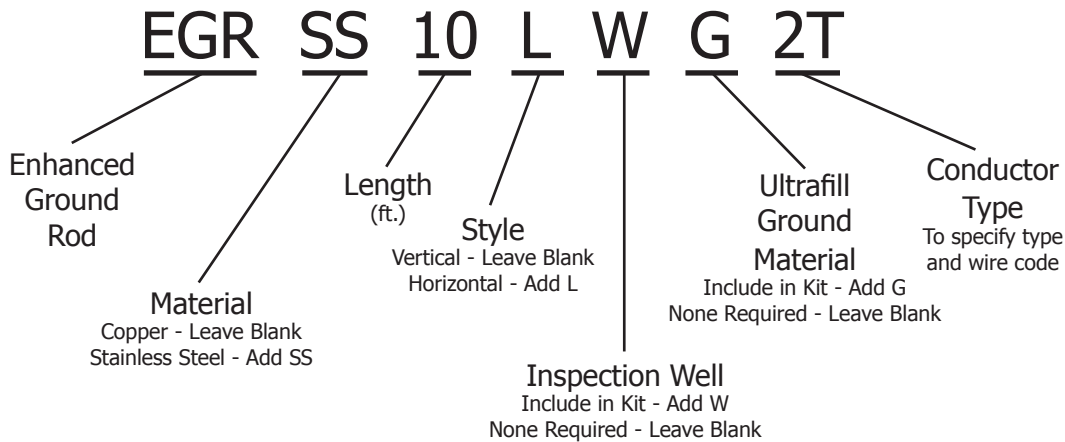 EGR SS 10 L W G 2T
Enhanced
Ground
Rod
Material
Copper - Leave Blank
Stainless Steel - Add SS
Length
(ft.)
Style
Vertical - Leave Blank
Horizontal - Add L
Inspection Well
Include in Kit - Add W
None Required - Leave Blank
Ultrafill
Ground
Material
Include in Kit - Add G
None Required - Leave Blank
Conductor
Type
To specify type
and wire code